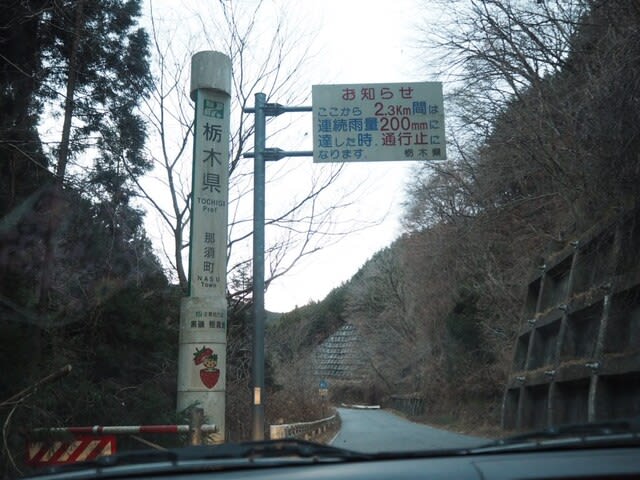 栃木県
TOCHIGI
Pref
那須町
NASU
Town
お知らせ
ここから 2.3Km間は
連続雨量200mmに
達した時.通行止に
なります. 栃木県